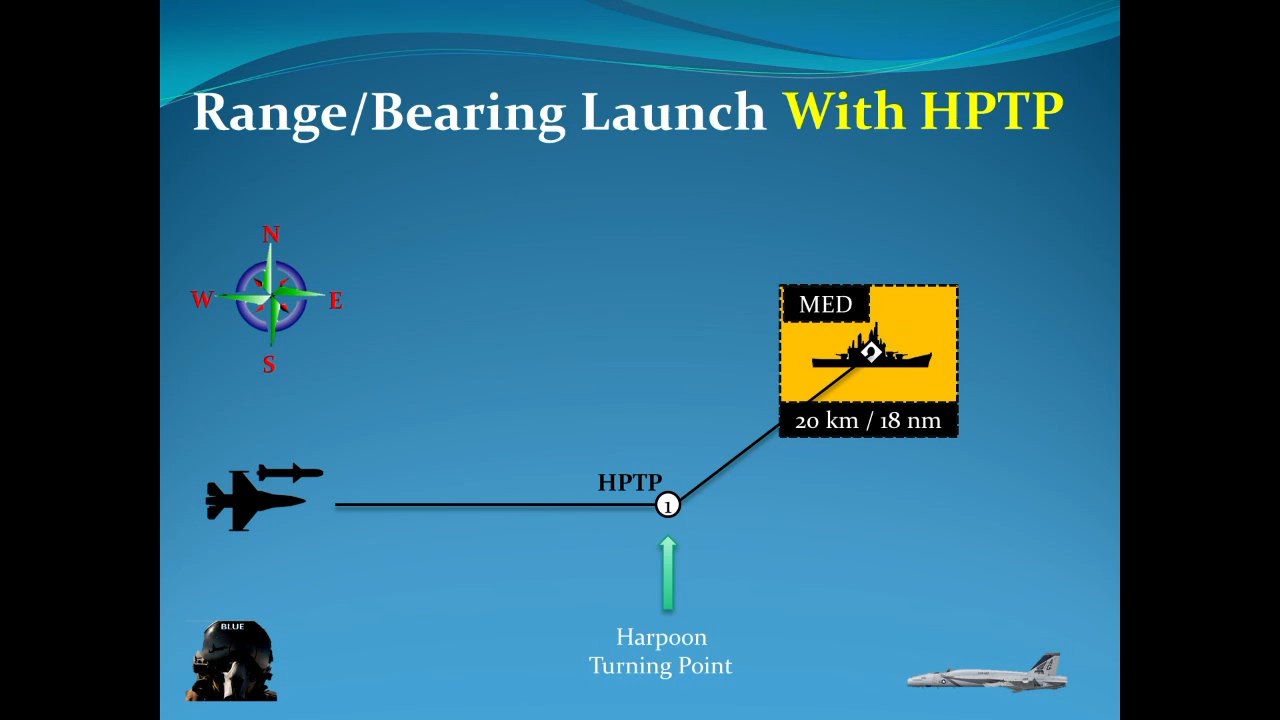 Range/Bearing Launch With HPTP
N
W
E
S
MED
20 km / 18 nm
HPTP
1
Harpoon
Turning Point
BLUE